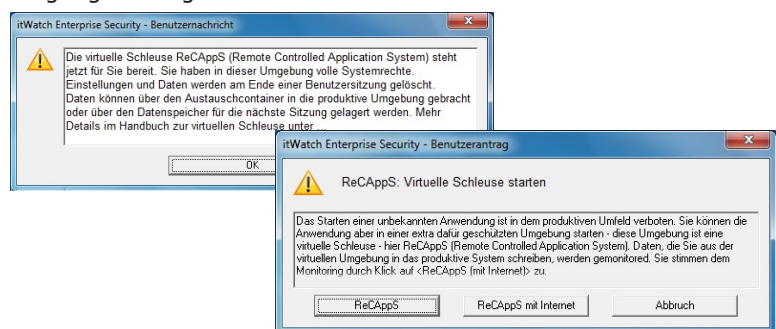 itWatch Enterprise Security - Benutzernachricht
Die virtuelle Schleuse ReCAppS (Remote Controlled Application System) steht
jetzt für Sie bereit. Sie haben in dieser Umgebung volle Systemrechte.
Einstellungen und Daten werden am Ende einer Benutzersitzung gelöscht.
Daten können über den Austauschcontainer in die produktive Umgebung gebracht
oder über den Datenspeicher für die nächste Sitzung gelagert werden. Mehr
Details im Handbuch zur virtuellen Schleuse unter ...
OK
itWatch Enterprise Security - Benutzerantrag
ReCAppS: Virtuelle Schleuse starten
Das Starten einer unbekannten Anwendung ist in dem produktiven Umfeld verboten. Sie können die
Anwendung aber in einer extra dafür geschützten Umgebung starten - diese Umgebung ist eine
virtuelle Schleuse - hier ReCAppS (Remote Controlled Application System). Daten, die Sie aus der
virtuellen Umgebung in das produktive System schreiben, werden gemonitored. Sie stimmen dem
Monitoring durch Klick auf <ReCAppS (mit Internet)> zu.
ReCAppS
ReCAppS mit Internet
Abbruch